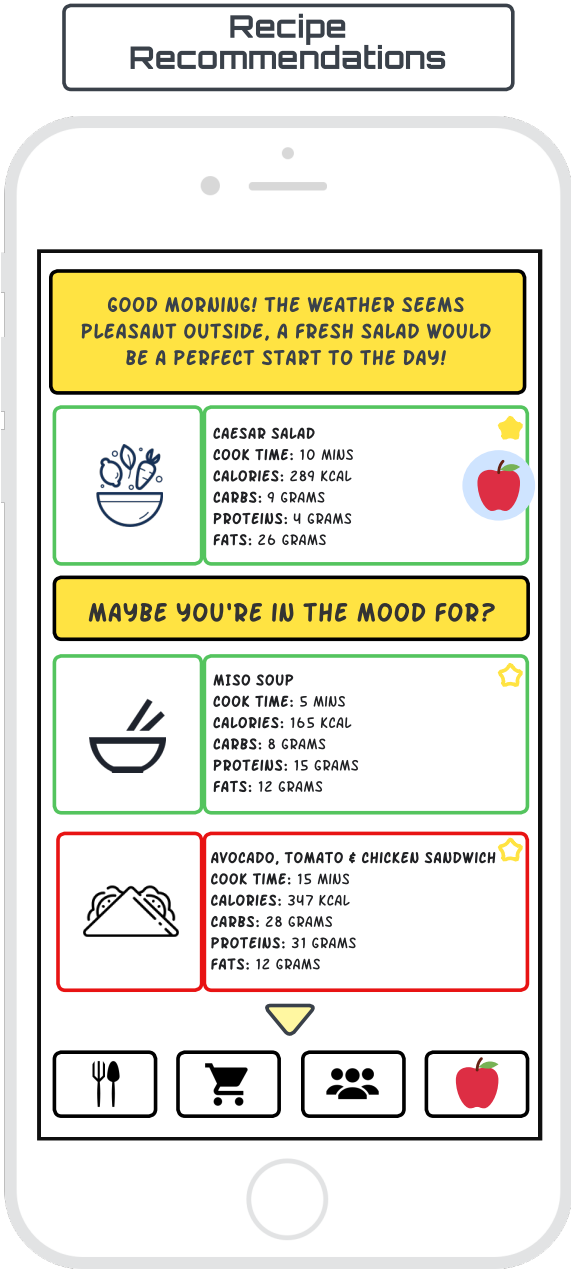 Recipe
Recommendations
GOOD MORNING! THE WEATHER SEEMS
PLEASANT OUTSIDE, A FRESH SALAD WOULD
BE A PERFECT START TO THE DAY!
CAESAR SALAD
COOK TIME: 10 MINS
CALORIES: 289 KCAL
CARBS: 9 GRAMS
PROTEINS: 4 GRAMS
FATS: 26 GRAMS
MAYBE YOU'RE IN THE MOOD FOR?
MISO SOUP
COOK TIME: 5 MINS
CALORIES: 165 KCAL
CARBS: 8 GRAMS
PROTEINS: 15 GRAMS
FATS: 12 GRAMS
AVOCADO, TOMATO & CHICKEN SANDWICH
COOK TIME: 15 MINS
CALORIES: 347 KCAL
CARBS: 28 GRAMS
PROTEINS: 31 GRAMS
FATS: 12 GRAMS